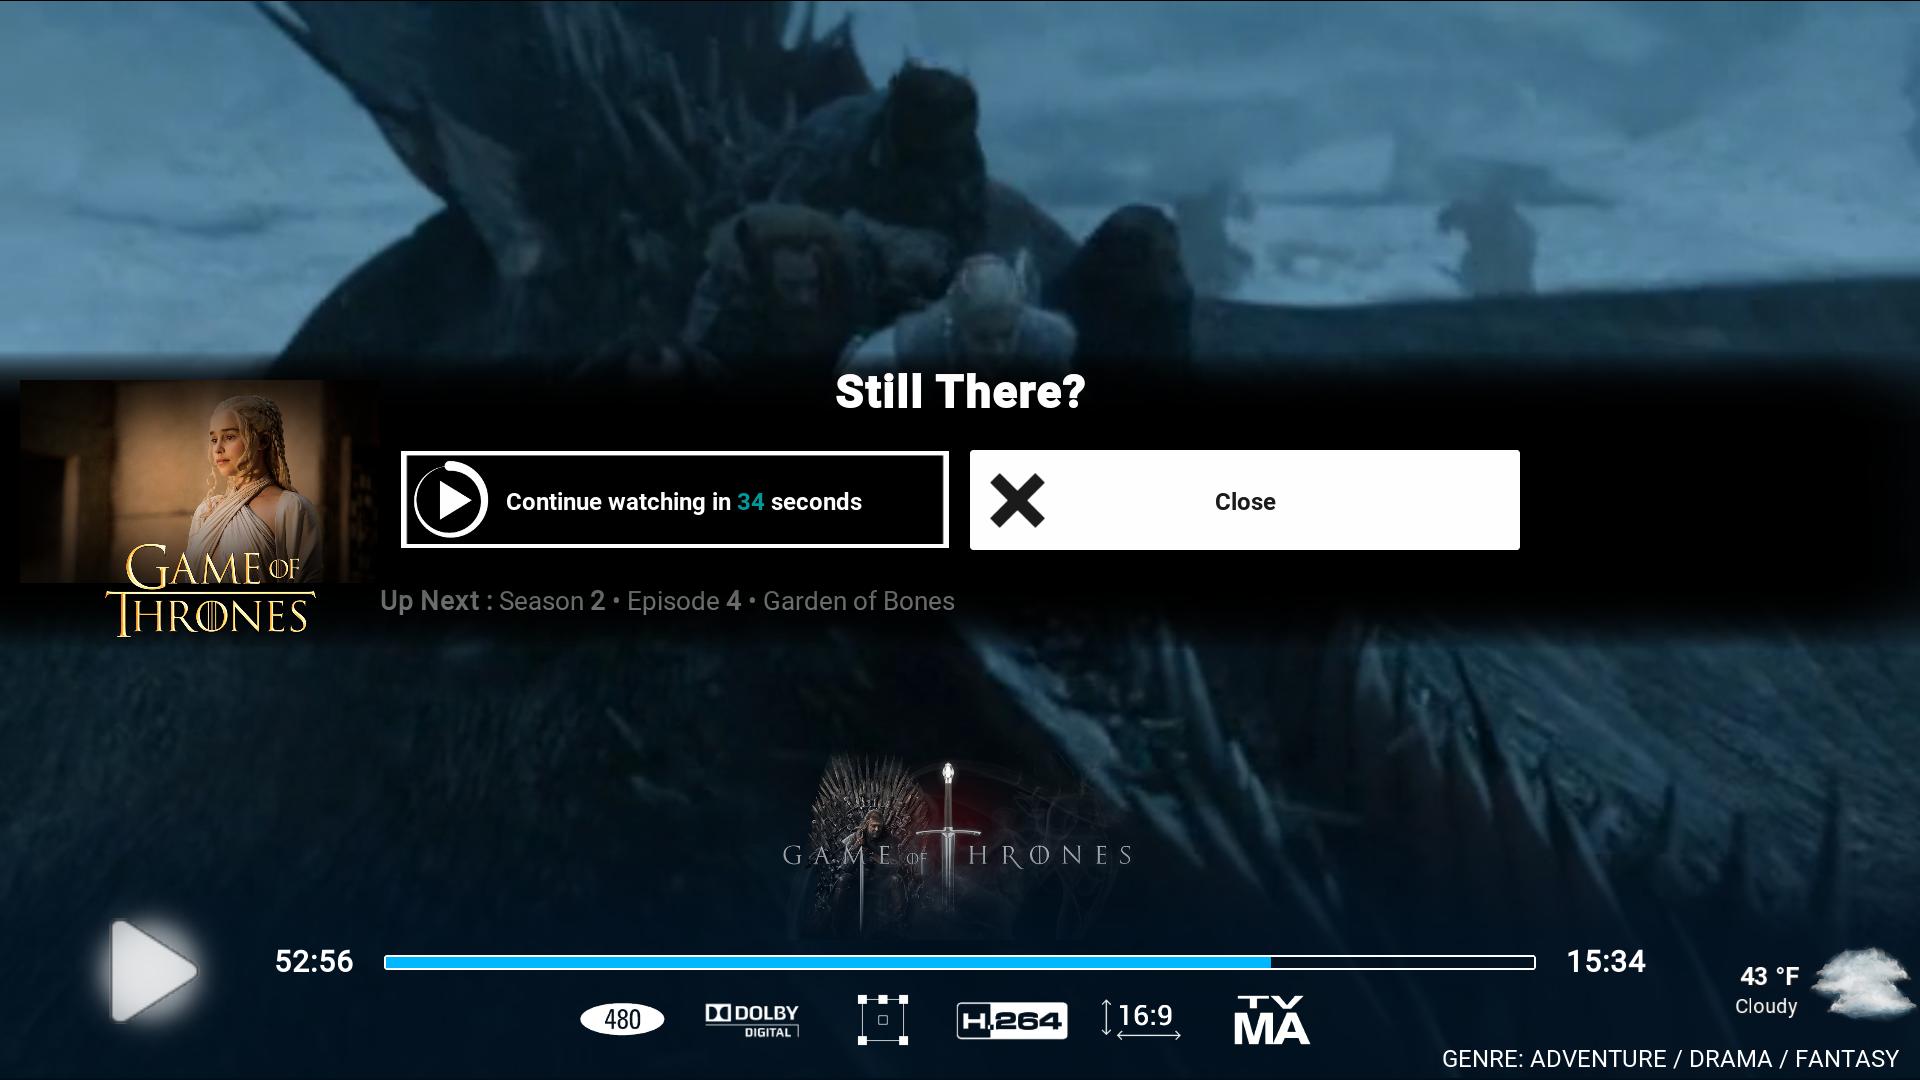 Still There?
Continue watching in 34 seconds
Close
GAME OF
THRONES
Up Next : Season 2 • Episode 4 • Garden of Bones
GAME OF THRONES
52:56
15:34
43 °F
Cloudy
480
DOLBY
DIGITAL
H.264
16:9
TV
MA
GENRE: ADVENTURE / DRAMA / FANTASY